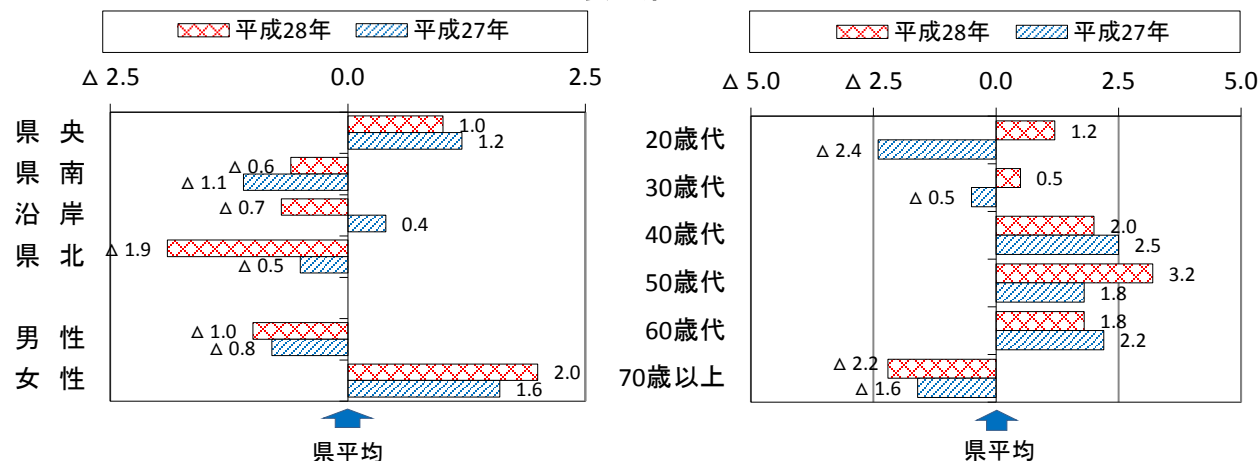 平成28年 平成27年
Δ 2.5 0.0 2.5
県 央
1.0
1.2
県 南
Δ 0.6
Δ 1.1
沿 岸
Δ 0.7
0.4
県 北
Δ 1.9
Δ 0.5
男 性
Δ 1.0
Δ 0.8
女 性
2.0
1.6
県平均
平成28年 平成27年
Δ 5.0 Δ 2.5 0.0 2.5 5.0
20歳代
1.2
Δ 2.4
30歳代
0.5
Δ 0.5
40歳代
2.0
2.5
50歳代
3.2
1.8
60歳代
1.8
2.2
70歳以上
Δ 2.2
Δ 1.6
県平均